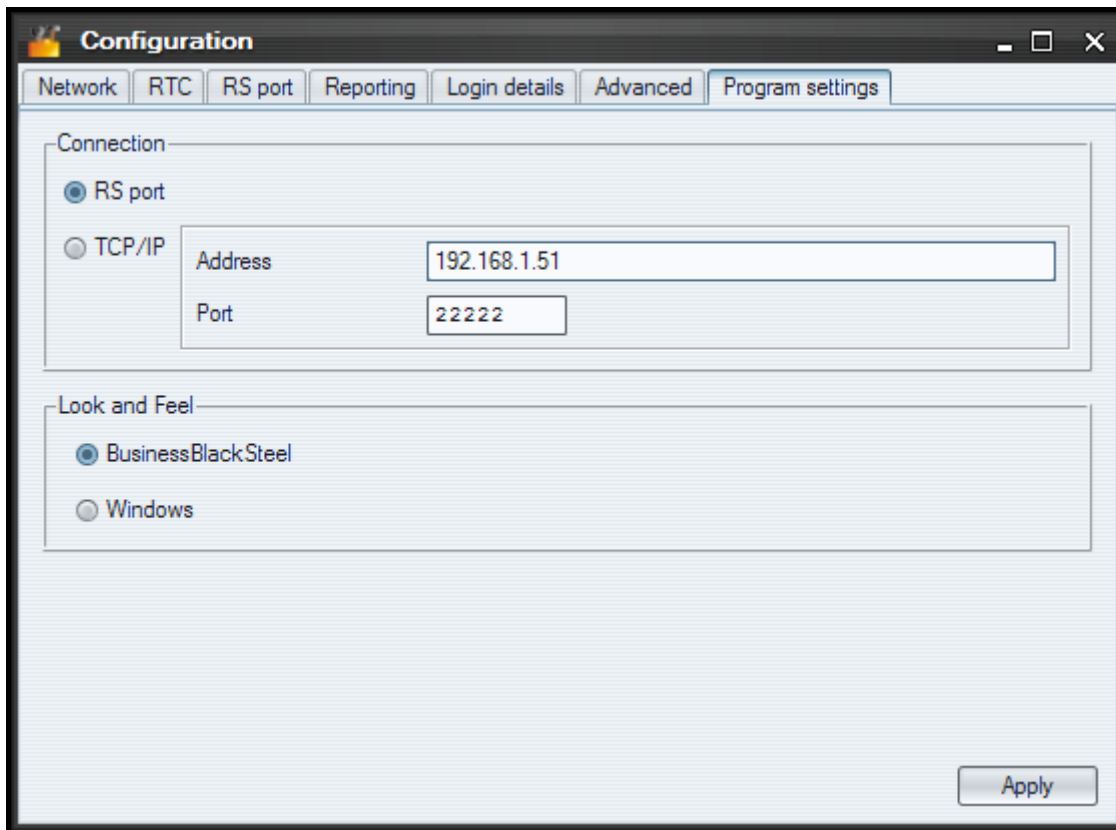 Configuration
Network RTC RS port Reporting Login details Advanced Program settings
Connection
RS port
TCP/IP
Address 192.168.1.51
Port 22222
Look and Feel
BusinessBlackSteel
Windows
Apply